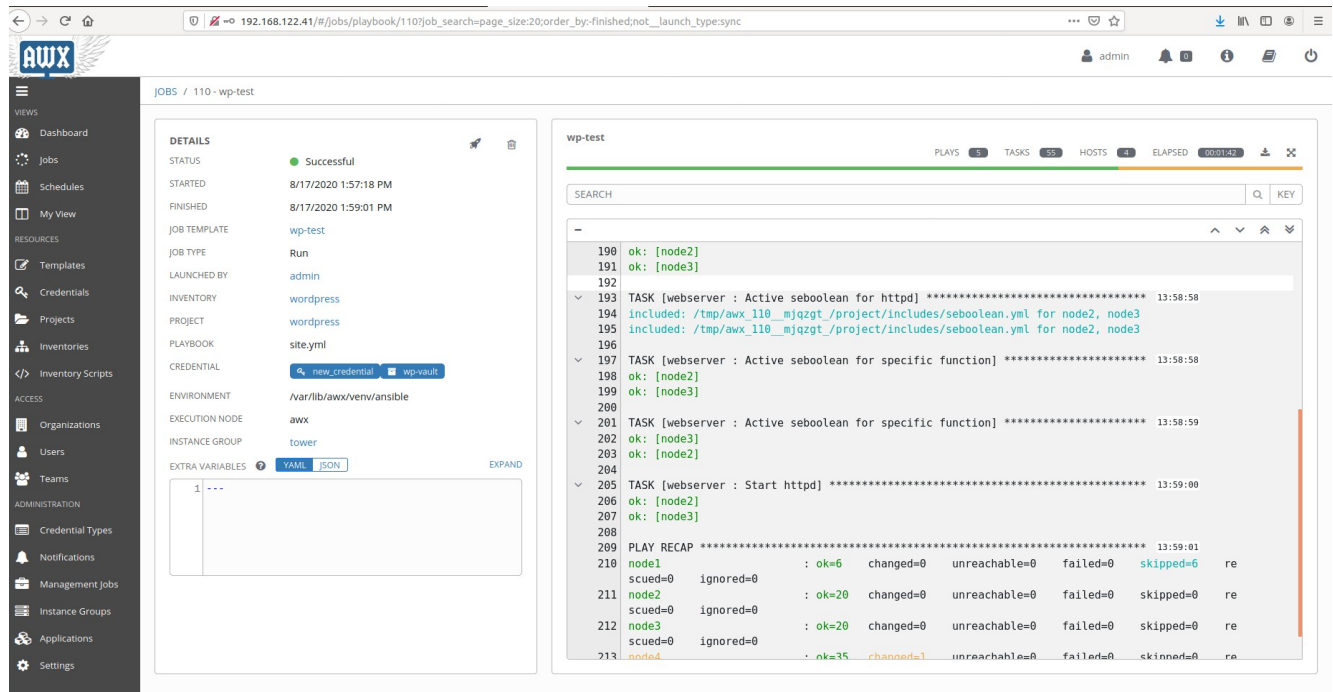 192.168.122.41/#/jobs/playbook/110?job_search=page_size:20;order_by:-finished;not__launch_type:sync
AWX
admin
0
VIEWS
Dashboard
Jobs
Schedules
My View
RESOURCES
Templates
Credentials
Projects
Inventories
Inventory Scripts
ACCESS
Organizations
Users
Teams
ADMINISTRATION
Credential Types
Notifications
Management Jobs
Instance Groups
Applications
Settings
JOBS / 110 - wp-test
DETAILS
STATUS Successful
STARTED 8/17/2020 1:57:18 PM
FINISHED 8/17/2020 1:59:01 PM
JOB TEMPLATE wp-test
JOB TYPE Run
LAUNCHED BY admin
INVENTORY wordpress
PROJECT wordpress
PLAYBOOK site.yml
CREDENTIAL new_credential wp-vault
ENVIRONMENT /var/lib/awx/venv/ansible
EXECUTION NODE awx
INSTANCE GROUP tower
EXTRA VARIABLES ? YAML JSON EXPAND
1 ---
wp-test
PLAYS 5 TASKS 55 HOSTS 4 ELAPSED 00:01:42
SEARCH KEY
190 ok: [node2]
191 ok: [node3]
192
193 TASK [webserver : Active seboolean for httpd] ********************************** 13:58:58
194 included: /tmp/awx_110__mjqzgt_/project/includes/seboolean.yml for node2, node3
195 included: /tmp/awx_110__mjqzgt_/project/includes/seboolean.yml for node2, node3
196
197 TASK [webserver : Active seboolean for specific function] ********************** 13:58:58
198 ok: [node2]
199 ok: [node3]
200
201 TASK [webserver : Active seboolean for specific function] ********************** 13:58:59
202 ok: [node3]
203 ok: [node2]
204
205 TASK [webserver : Start httpd] ************************************************* 13:59:00
206 ok: [node2]
207 ok: [node3]
208
209 PLAY RECAP ********************************************************************* 13:59:01
210 node1 : ok=6 changed=0 unreachable=0 failed=0 skipped=6 re
scued=0 ignored=0
211 node2 : ok=20 changed=0 unreachable=0 failed=0 skipped=0 re
scued=0 ignored=0
212 node3 : ok=20 changed=0 unreachable=0 failed=0 skipped=0 re
scued=0 ignored=0
213 node4 : ok=35 changed=1 unreachable=0 failed=0 skipped=0 re